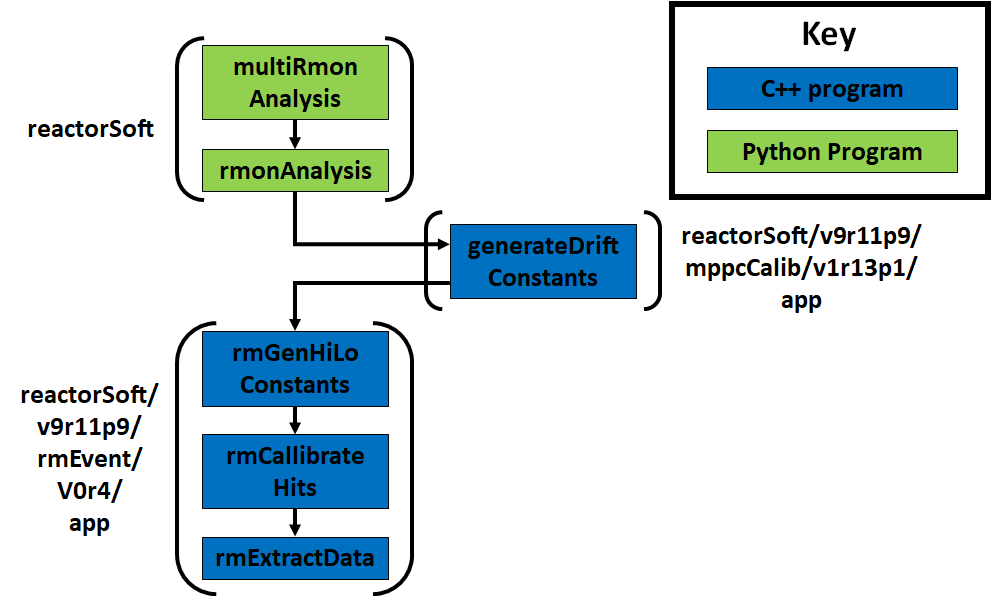 multiRmon
Analysis
rmonAnalysis
reactorSoft
Key
C++ program
Python Program
generateDrift
Constants
reactorSoft/v9r11p9/
mppcCalib/v1r13p1/
app
rmGenHiLo
Constants
rmCallibrate
Hits
rmExtractData
reactorSoft/
v9r11p9/
rmEvent/
V0r4/
app